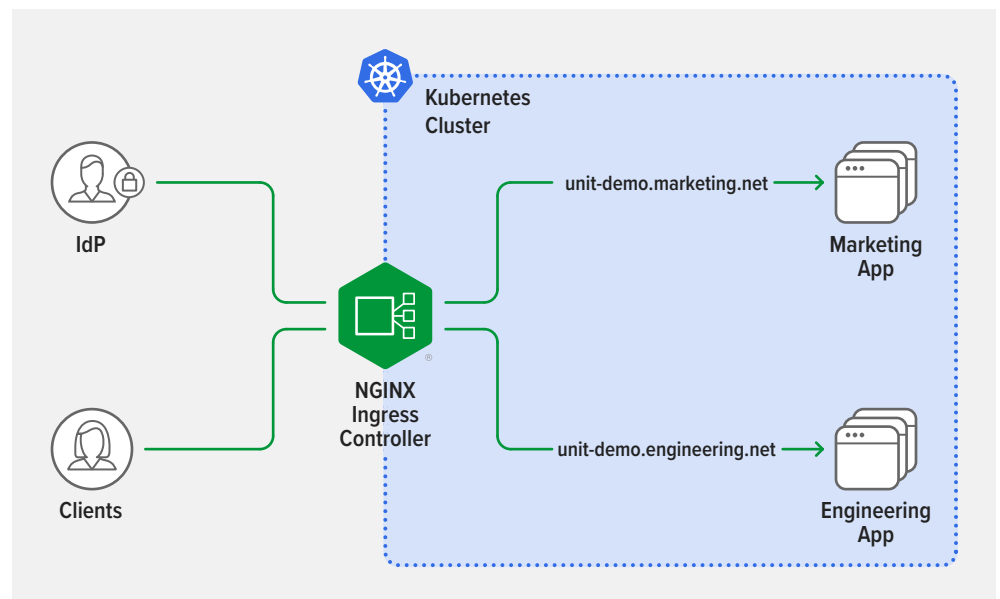 Kubernetes
Cluster
unit-demo.marketing.net
IdP
Marketing
App
®
NGINX
Ingress
Controller
unit-demo.engineering.net
Clients
Engineering
App